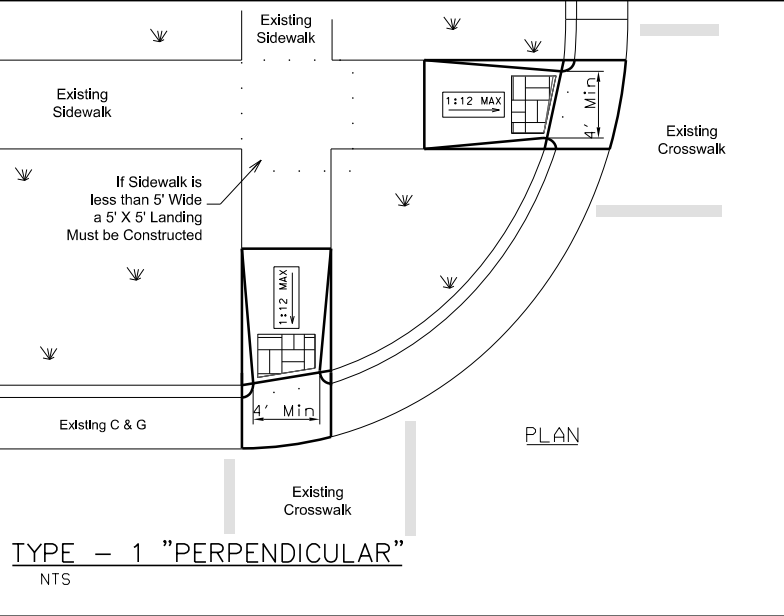 Existing
Sidewalk
Existing
Sidewalk
1:12 MAX
4' Min
Existing
Crosswalk
If Sidewalk is
less than 5' Wide
a 5' X 5' Landing
Must be Constructed
1:12 MAX
4' Min
Existing C & G
PLAN
Existing
Crosswalk
TYPE - 1 "PERPENDICULAR"
NTS